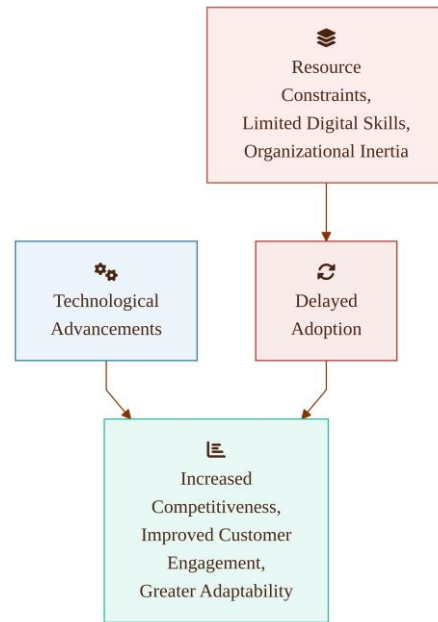 Resource
Constraints,
Limited Digital Skills,
Organizational Inertia
Technological
Advancements
Delayed
Adoption
Increased
Competitiveness,
Improved Customer
Engagement,
Greater Adaptability